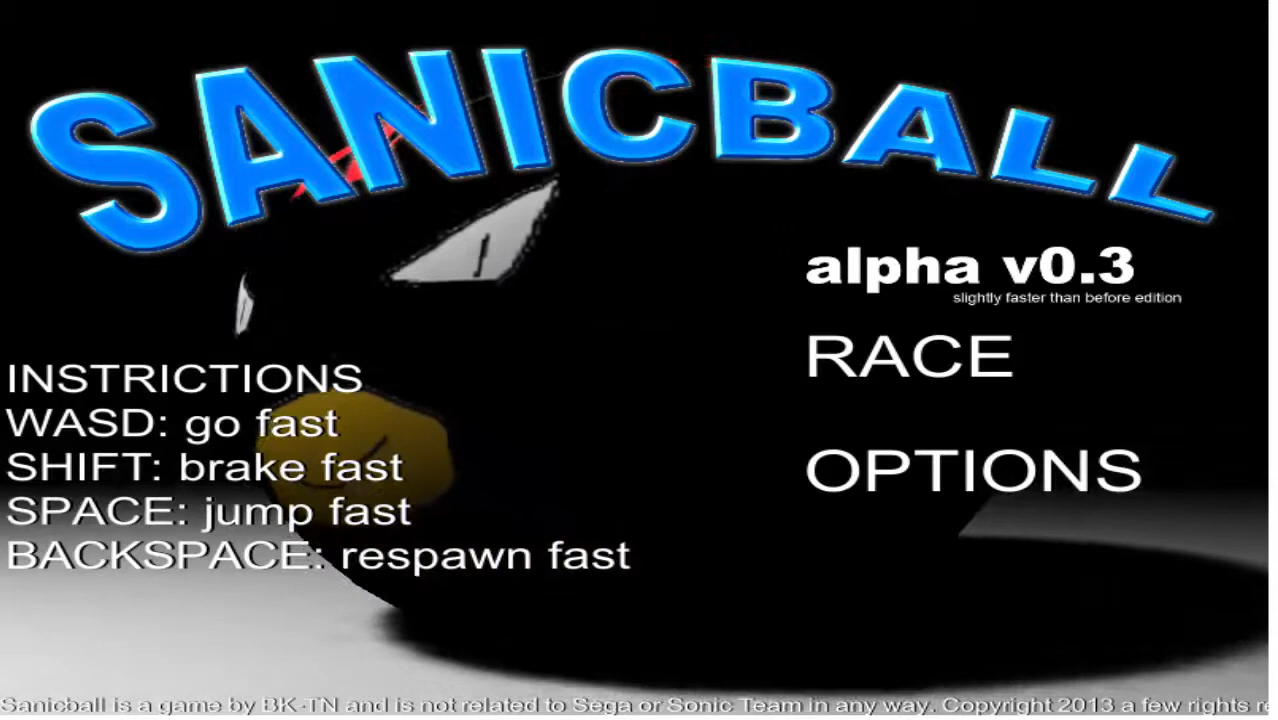 SANICBALL
alpha v0.3
slightly faster than before edition
RACE
OPTIONS
INSTRICTIONS
WASD: go fast
SHIFT: brake fast
SPACE: jump fast
BACKSPACE: respawn fast
Sanicball is a game by BK-TN and is not related to Sega or Sonic Team in any way. Copyright 2013 a few rights